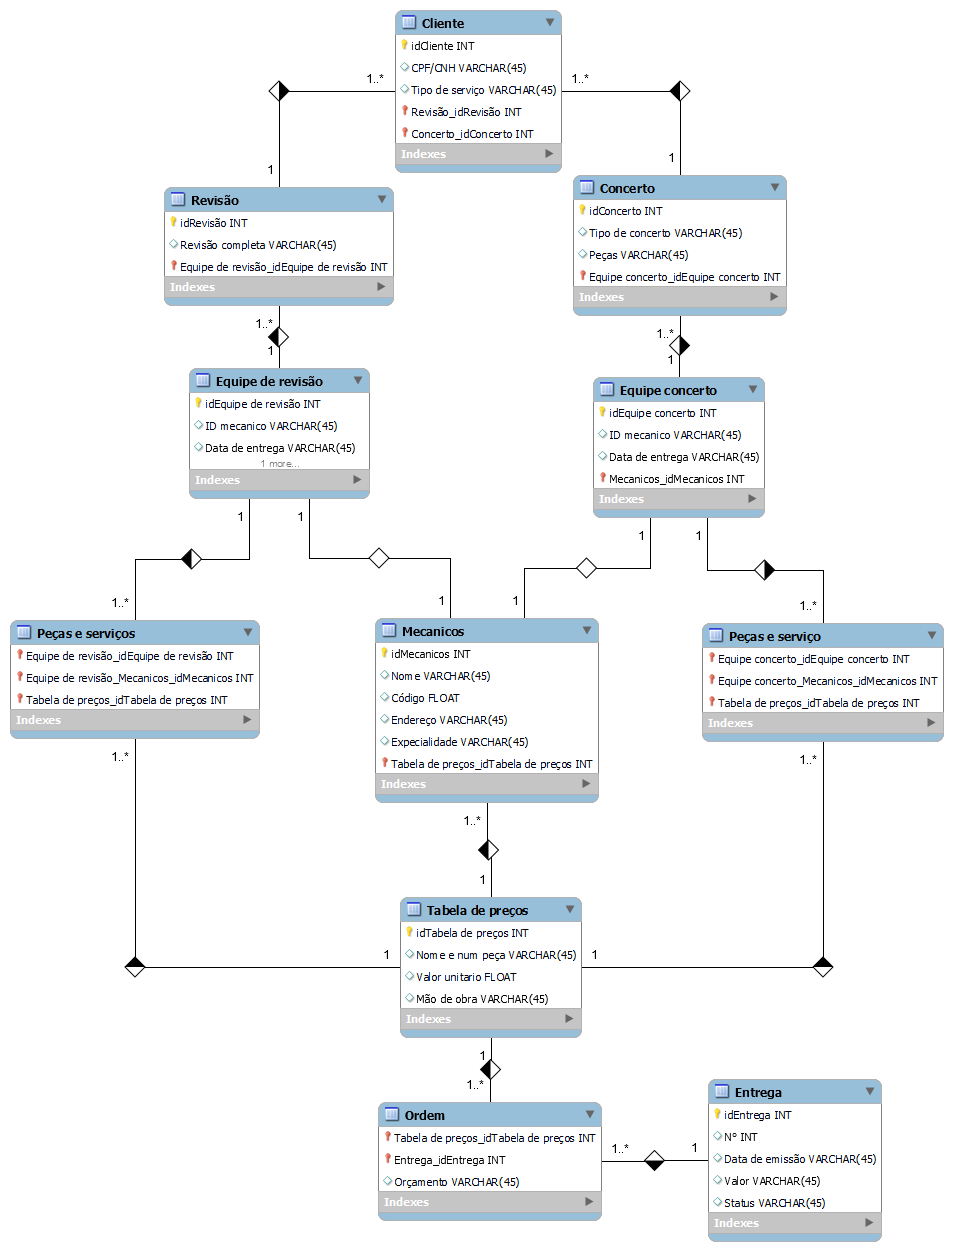 Cliente
idCliente INT
CPF/CNH VARCHAR(45)
Tipo de serviço VARCHAR(45)
Revisão_idRevisão INT
Concerto_idConcerto INT
Indexes
1..*
1..*
1
1
Revisão
idRevisão INT
Revisão completa VARCHAR(45)
Equipe de revisão_idEquipe de revisão INT
Indexes
Concerto
idConcerto INT
Tipo de concerto VARCHAR(45)
Peças VARCHAR(45)
Equipe concerto_idEquipe concerto INT
Indexes
1..*
1
1..*
1
Equipe de revisão
idEquipe de revisão INT
ID mecanico VARCHAR(45)
Data de entrega VARCHAR(45)
1 more...
Indexes
Equipe concerto
idEquipe concerto INT
ID mecanico VARCHAR(45)
Data de entrega VARCHAR(45)
Mecanicos_idMecanicos INT
Indexes
1
1
1
1
1..*
1
1
1..*
Peças e serviços
Equipe de revisão_idEquipe de revisão INT
Equipe de revisão_Mecanicos_idMecanicos INT
Tabela de preços_idTabela de preços INT
Indexes
Mecanicos
idMecanicos INT
Nome VARCHAR(45)
Código FLOAT
Endereço VARCHAR(45)
Expecialidade VARCHAR(45)
Tabela de preços_idTabela de preços INT
Indexes
Peças e serviço
Equipe concerto_idEquipe concerto INT
Equipe concerto_Mecanicos_idMecanicos INT
Tabela de preços_idTabela de preços INT
Indexes
1..*
1..*
1..*
1
1
1
Tabela de preços
idTabela de preços INT
Nome e num peça VARCHAR(45)
Valor unitario FLOAT
Mão de obra VARCHAR(45)
Indexes
1
1..*
Ordem
Tabela de preços_idTabela de preços INT
Entrega_idEntrega INT
Orçamento VARCHAR(45)
Indexes
1..*
1
Entrega
idEntrega INT
Nº INT
Data de emissão VARCHAR(45)
Valor VARCHAR(45)
Status VARCHAR(45)
Indexes